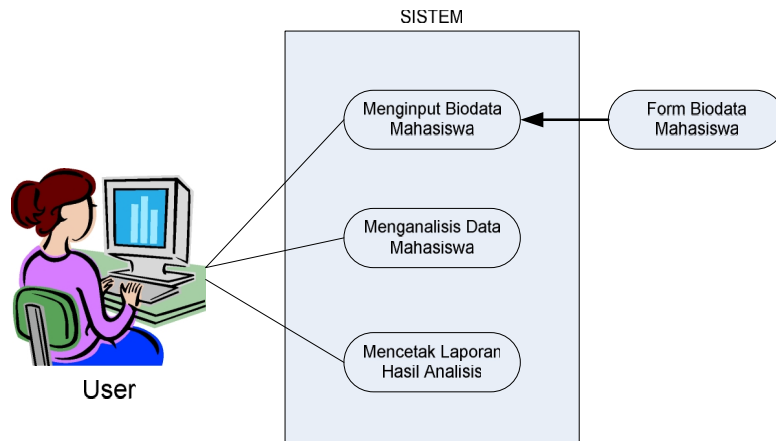 SISTEM
Menginput Biodata
Mahasiswa
Form Biodata
Mahasiswa
Menganalisis Data
Mahasiswa
Mencetak Laporan
Hasil Analisis
User